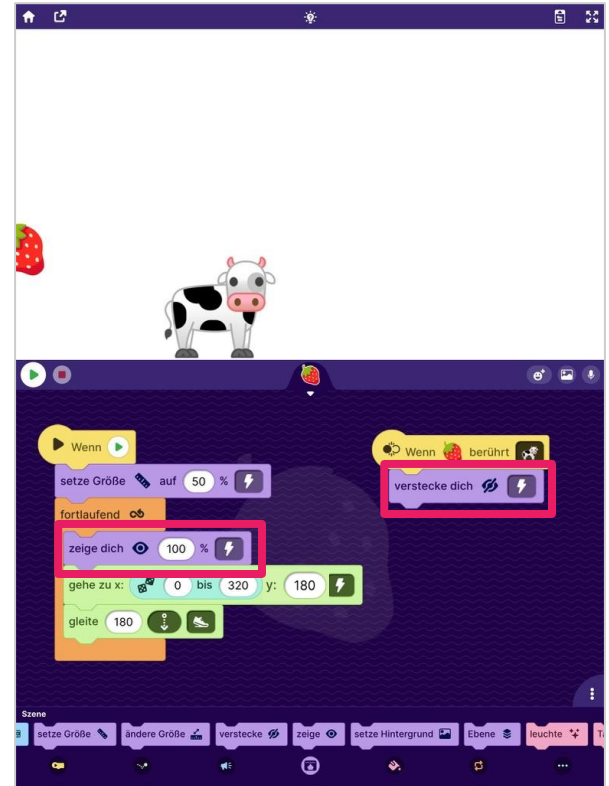 Wenn
setze Größe auf 50 %
fortlaufend
zeige dich 100 %
gehe zu x: 0 bis 320 y: 180
gleite 180
Wenn berührt
verstecke dich
Szene
setze Größe ändere Größe verstecke zeige setze Hintergrund Ebene leuchte